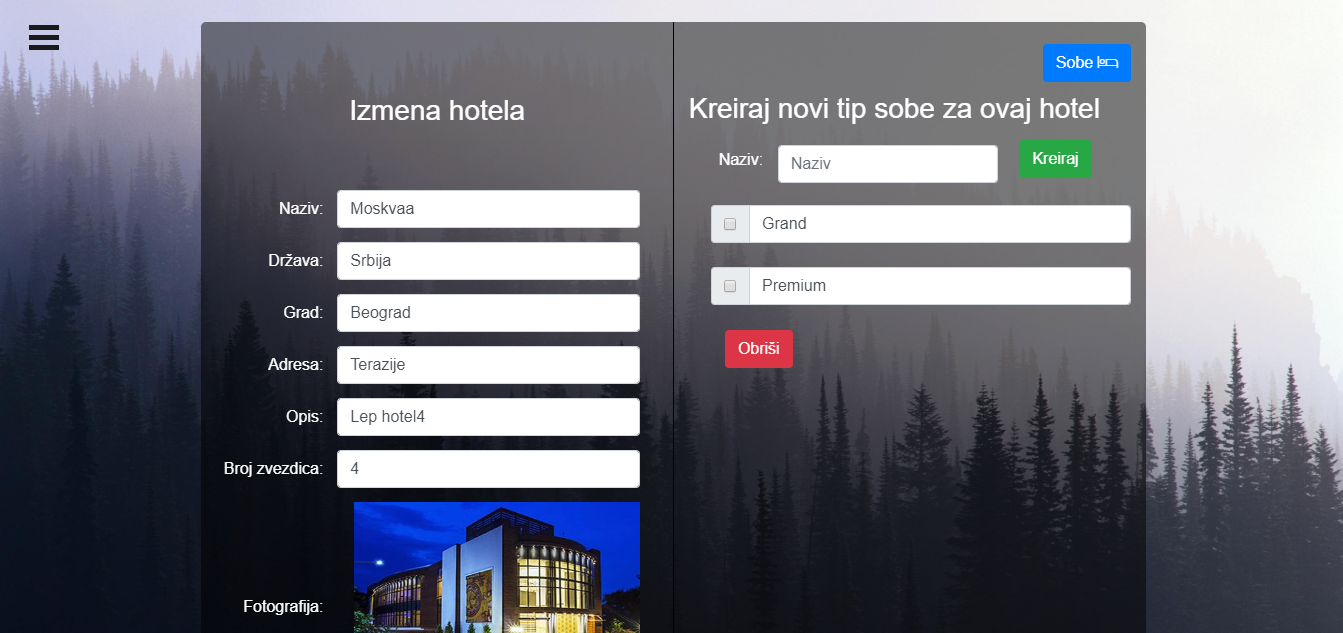 Izmena hotela
Naziv: Moskvaa
Država: Srbija
Grad: Beograd
Adresa: Terazije
Opis: Lep hotel4
Broj zvezdica: 4
Fotografija:
Sobe
Kreiraj novi tip sobe za ovaj hotel
Naziv: Naziv Kreiraj
Grand
Premium
Obriši